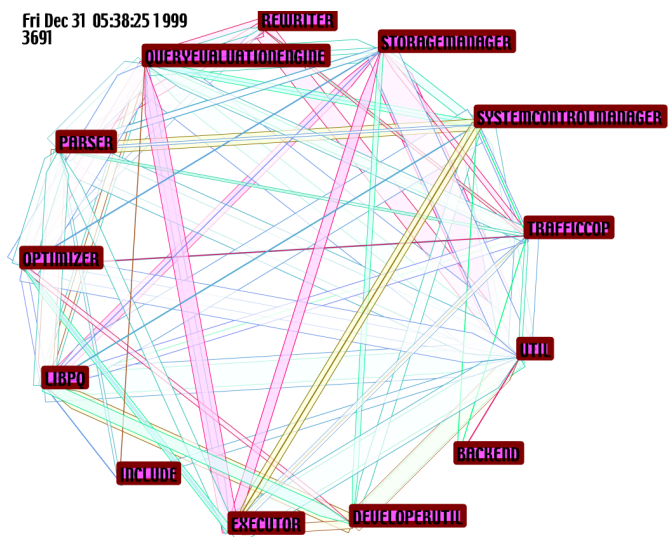 Fri Dec 31 05:38:25 1999
3691
REWRITER
QUERYEVALUATIONENGINE
STORAGEMANAGER
SYSTEMCONTROLMANAGER
PARSER
TRAFFICCOP
OPTIMIZER
UTIL
LIBPQ
BACKEND
INCLUDE
EXECUTOR
DEVELOPERUTIL